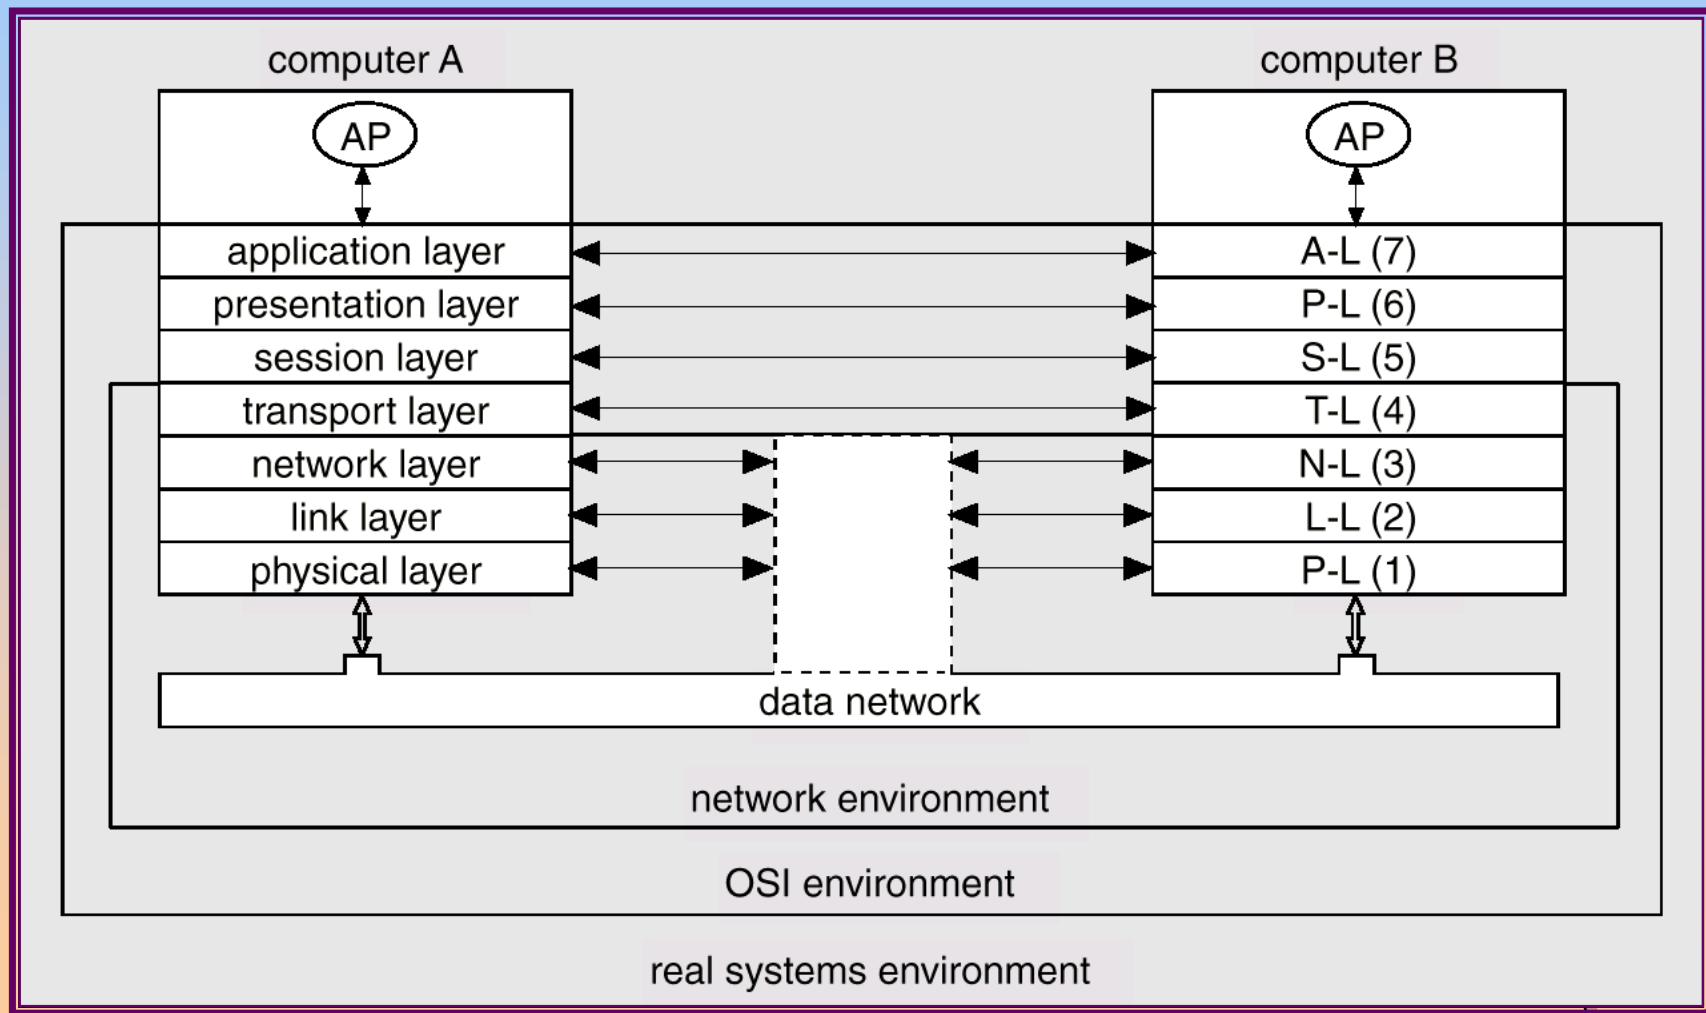 computer A
computer B
AP
AP
application layer
A-L (7)
presentation layer
P-L (6)
session layer
S-L (5)
transport layer
T-L (4)
network layer
N-L (3)
link layer
L-L (2)
physical layer
P-L (1)
data network
network environment
OSI environment
real systems environment